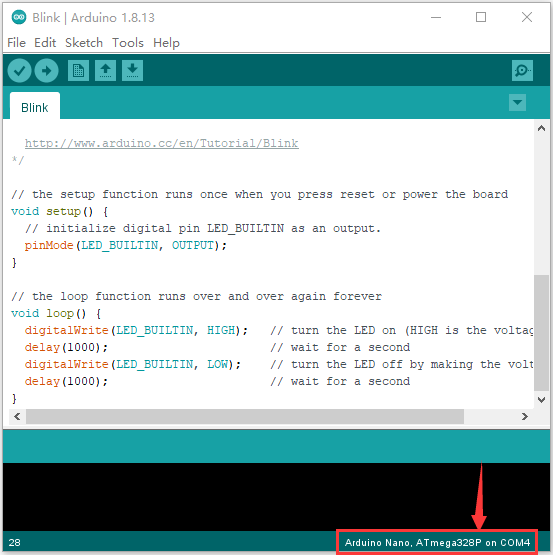 Blink | Arduino 1.8.13
File Edit Sketch Tools Help
Blink
http://www.arduino.cc/en/Tutorial/Blink
*/
// the setup function runs once when you press reset or power the board
void setup() {
  // initialize digital pin LED_BUILTIN as an output.
  pinMode(LED_BUILTIN, OUTPUT);
}
// the loop function runs over and over again forever
void loop() {
  digitalWrite(LED_BUILTIN, HIGH);   // turn the LED on (HIGH is the voltag
  delay(1000);                       // wait for a second
  digitalWrite(LED_BUILTIN, LOW);    // turn the LED off by making the volt
  delay(1000);                       // wait for a second
}
28 Arduino Nano, ATmega328P on COM4